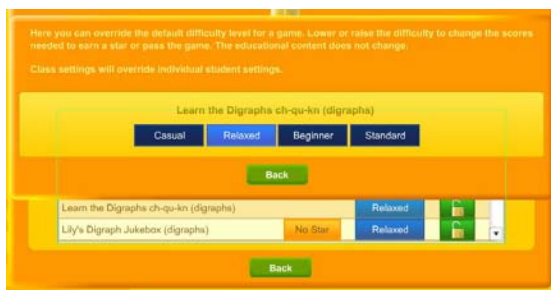 Here you can override the default difficulty level for a game. Lower or raise the difficulty to change the scores
needed to earn a star or pass the game. The educational content does not change.
Class settings will override individual student settings.
Learn the Digraphs ch-qu-kn (digraphs)
Casual Relaxed Beginner Standard
Back
Learn the Digraphs ch-qu-kn (digraphs) Relaxed
Lily's Digraph Jukebox (digraphs) No Star Relaxed
Back